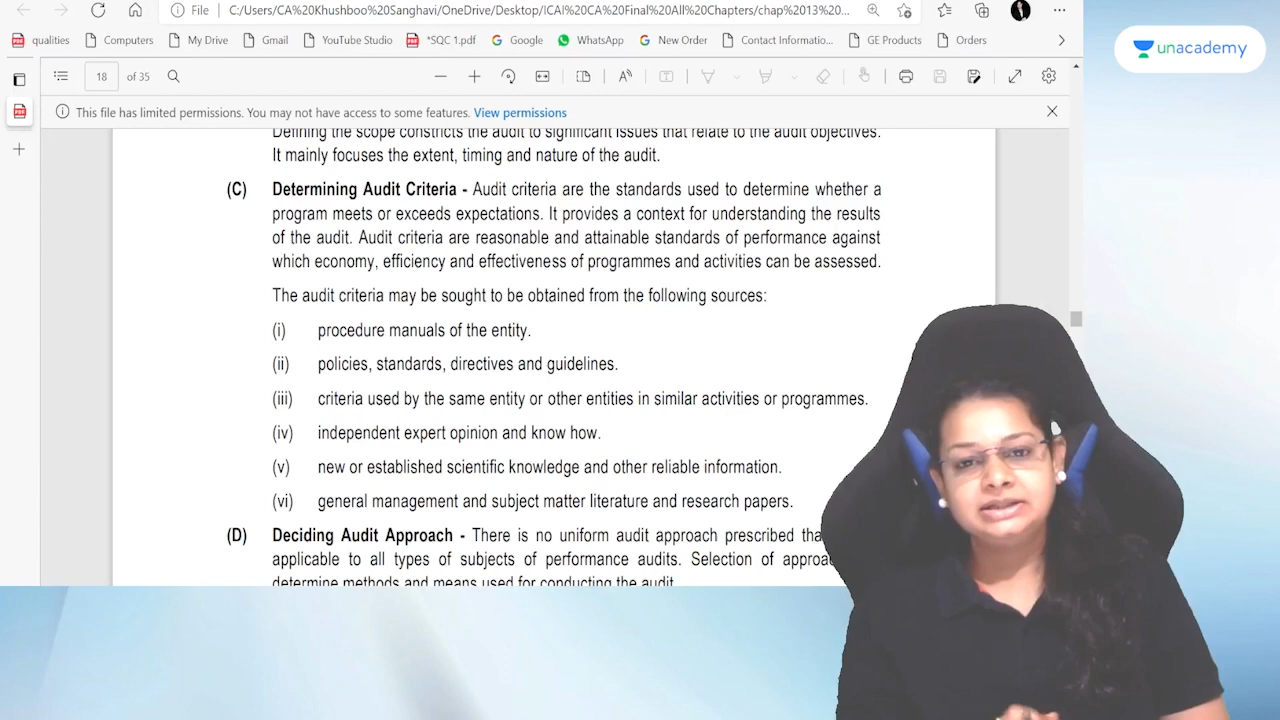 File
C:/Users/CA%20Khushboo%20Sanghavi/OneDrive/Desktop/ICAI%20CA%20Final%20All%20Chapters/chap%2013%20...
qualities Computers My Drive Gmail YouTube Studio *SQC 1.pdf Google WhatsApp New Order Contact Informatio... GE Products Orders
unacademy
18 of 35
This file has limited permissions. You may not have access to some features. View permissions
Defining the scope constricts the audit to significant issues that relate to the audit objectives.
It mainly focuses the extent, timing and nature of the audit.
(C) Determining Audit Criteria - Audit criteria are the standards used to determine whether a
program meets or exceeds expectations. It provides a context for understanding the results
of the audit. Audit criteria are reasonable and attainable standards of performance against
which economy, efficiency and effectiveness of programmes and activities can be assessed.
The audit criteria may be sought to be obtained from the following sources:
(i) procedure manuals of the entity.
(ii) policies, standards, directives and guidelines.
(iii) criteria used by the same entity or other entities in similar activities or programmes.
(iv) independent expert opinion and know how.
(v) new or established scientific knowledge and other reliable information.
(vi) general management and subject matter literature and research papers.
(D) Deciding Audit Approach - There is no uniform audit approach prescribed
applicable to all types of subjects of performance audits. Selection of
determine methods and means used for conducting the audit.